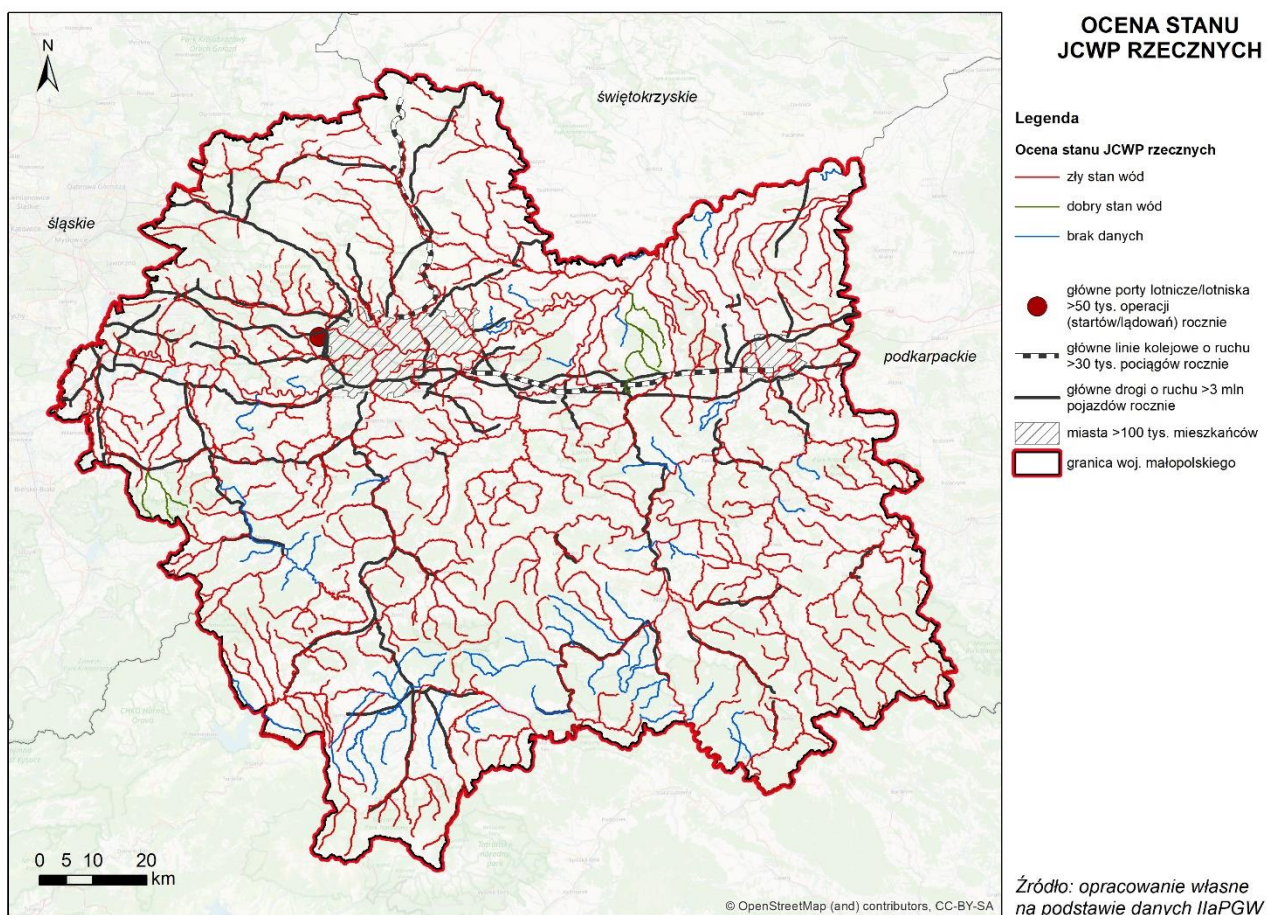 OCENA STANU
JCWP RZECZNYCH
N
świętokrzyskie
śląskie
podkarpackie
Legenda
Ocena stanu JCWP rzecznych
zły stan wód
dobry stan wód
brak danych
główne porty lotnicze/lotniska
>50 tys. operacji
(startów/lądowań) rocznie
główne linie kolejowe o ruchu
>30 tys. pociągów rocznie
główne drogi o ruchu >3 mln
pojazdów rocznie
miasta >100 tys. mieszkańców
granica woj. małopolskiego
0 5 10 20
km
© OpenStreetMap (and) contributors, CC-BY-SA
Źródło: opracowanie własne
na podstawie danych IIaPGW